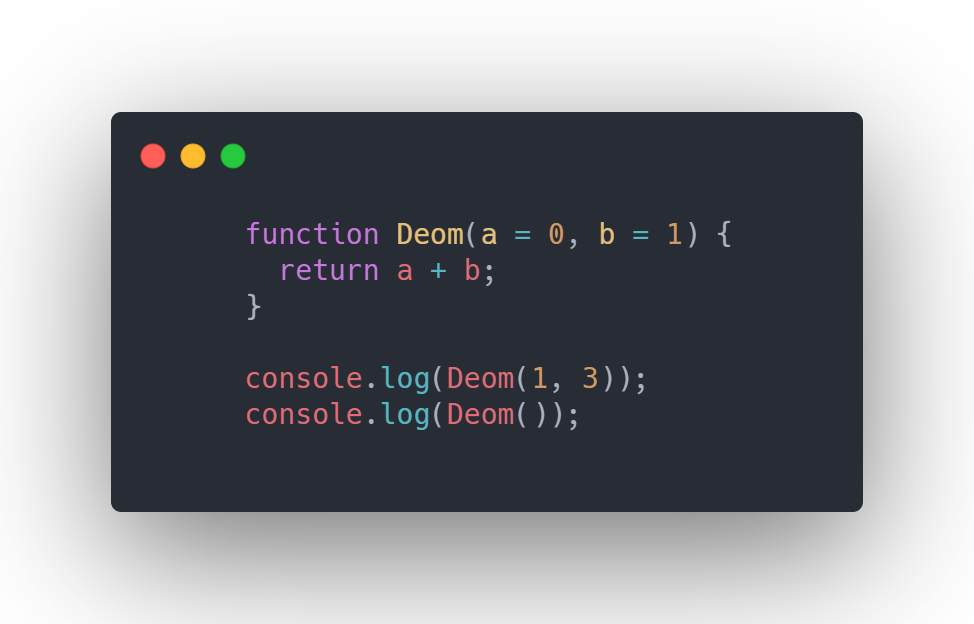 function Deom(a = 0, b = 1) {
  return a + b;
}

console.log(Deom(1, 3));
console.log(Deom());